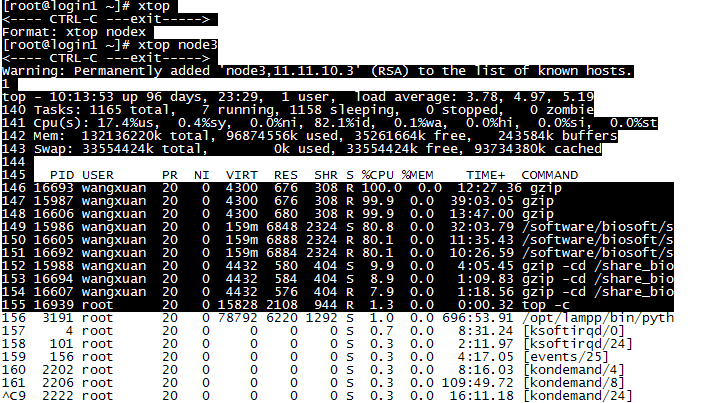 [root@login1 ~]# xtop
<---- CTRL-C ---exit----->
Format: xtop nodex
[root@login1 ~]# xtop node3
<---- CTRL-C ---exit----->
Warning: Permanently added 'node3,11.11.10.3' (RSA) to the list of known hosts.
1
top - 10:13:53 up 96 days, 23:29,  1 user,  load average: 3.78, 4.97, 5.19
140 Tasks: 1165 total,   7 running, 1158 sleeping,   0 stopped,   0 zombie
141 Cpu(s): 17.4%us,  0.4%sy,  0.0%ni, 82.1%id,  0.1%wa,  0.0%hi,  0.0%si,  0.0%st
142 Mem:  132136220k total, 96874556k used, 35261664k free,   243584k buffers
143 Swap: 33554424k total,        0k used, 33554424k free, 93734380k cached
144
145   PID USER      PR  NI  VIRT  RES  SHR S %CPU %MEM    TIME+  COMMAND
146 16693 wangxuan  20   0  4300  676  308 R 100.0  0.0  12:27.36 gzip
147 15987 wangxuan  20   0  4300  676  308 R 99.9  0.0  39:03.05 gzip
148 16606 wangxuan  20   0  4300  680  308 R 99.9  0.0  13:47.00 gzip
149 15986 wangxuan  20   0  159m 6848 2324 S 80.8  0.0  32:03.79 /software/biosoft/s
150 16605 wangxuan  20   0  159m 6888 2324 R 80.1  0.0  11:35.43 /software/biosoft/s
151 16692 wangxuan  20   0  159m 6884 2324 R 80.1  0.0  10:26.59 /software/biosoft/s
152 15988 wangxuan  20   0  4432  580  404 S  9.9  0.0   4:05.45 gzip -cd /share_bio
153 16694 wangxuan  20   0  4432  584  404 S  8.9  0.0   1:09.83 gzip -cd /share_bio
154 16607 wangxuan  20   0  4432  576  404 R  7.9  0.0   1:18.56 gzip -cd /share_bio
155 16939 root      20   0 15828 2108  944 R  1.3  0.0   0:00.32 top -c
156  3191 root      20   0 78792 6220 1292 S  1.0  0.0 696:53.91 /opt/lampp/bin/pyth
157     4 root      20   0     0    0    0 S  0.7  0.0   8:31.24 [ksoftirqd/0]
158   101 root      20   0     0    0    0 S  0.3  0.0   2:11.97 [ksoftirqd/24]
159   156 root      20   0     0    0    0 S  0.3  0.0   4:17.05 [events/25]
160  2202 root      20   0     0    0    0 S  0.3  0.0   8:16.03 [kondemand/4]
161  2206 root      20   0     0    0    0 S  0.3  0.0 109:49.72 [kondemand/8]
^C9  2222 root      20   0     0    0    0 S  0.3  0.0  16:11.18 [kondemand/24]